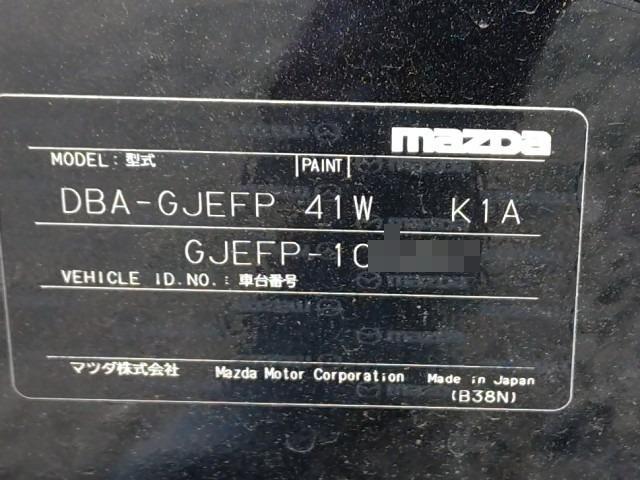 mazda
MODEL: 型式 PAINT
DBA-GJEFP 41W K1A
GJEFP-10
VEHICLE ID.NO.: 車台番号
マツダ株式会社 Mazda Motor Corporation Made in Japan
(B38N)